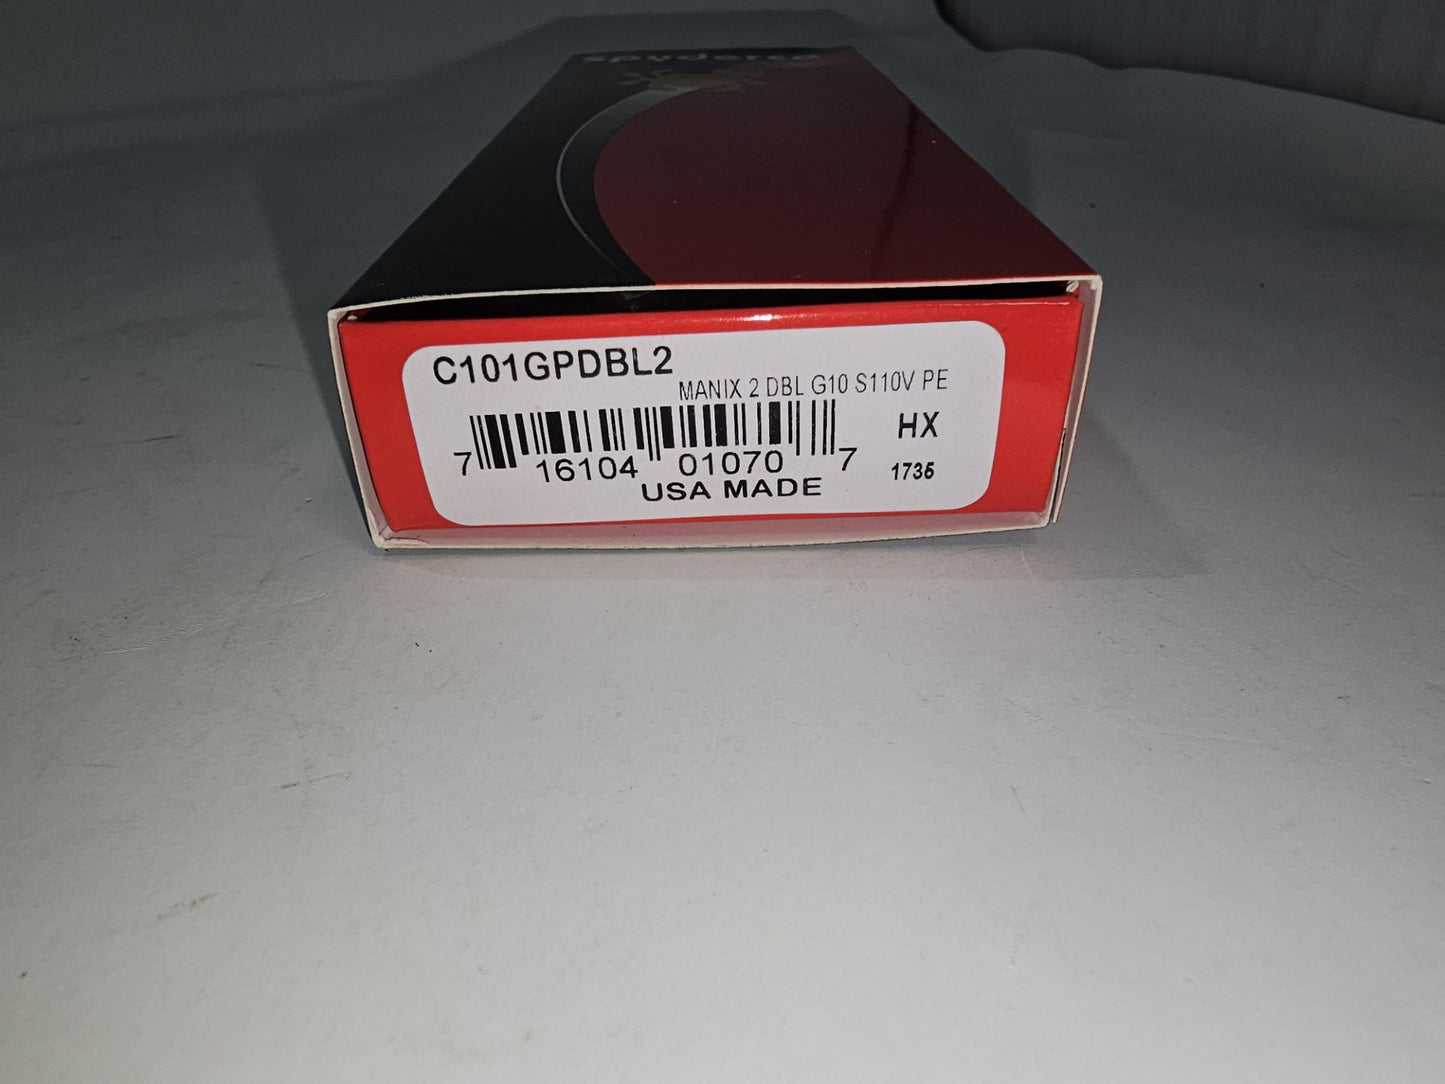 spyderco
C101GPDBL2
MANIX 2 DBL G10 S110V PE
HX
7 16104 01070 7
1735
USA MADE